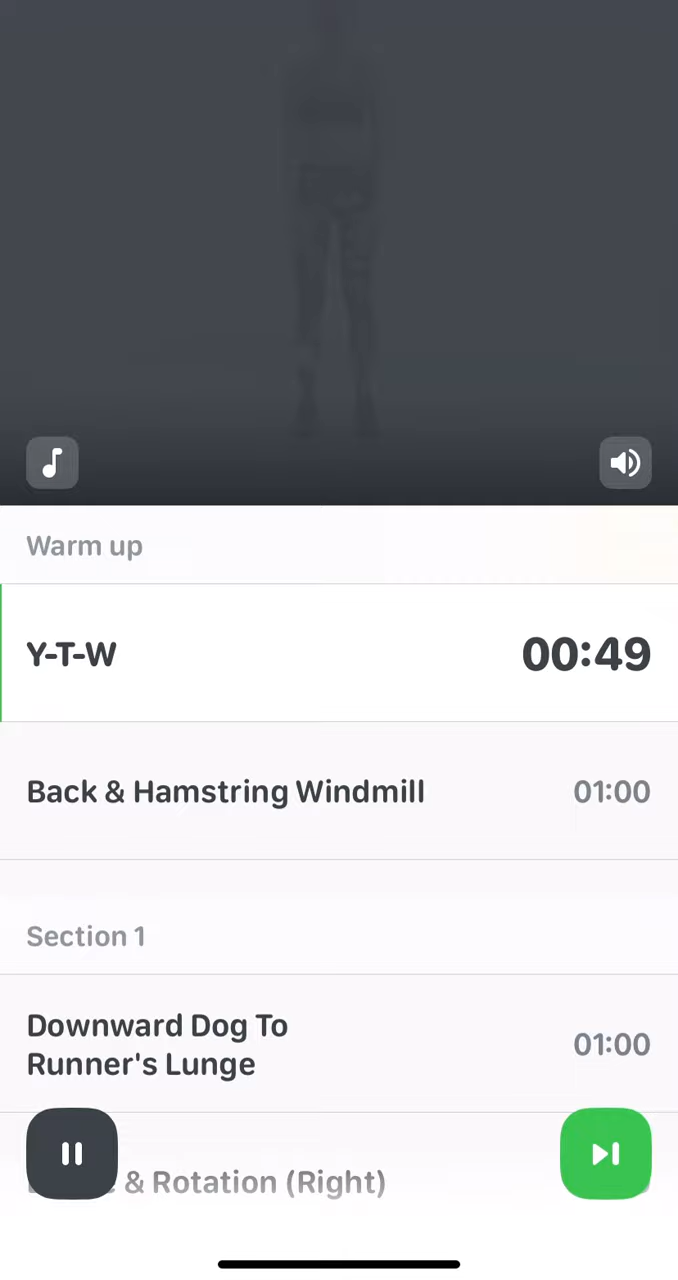 Warm up
Y-T-W
00:49
Back & Hamstring Windmill
01:00
Section 1
Downward Dog To
Runner's Lunge
01:00
& Rotation (Right)